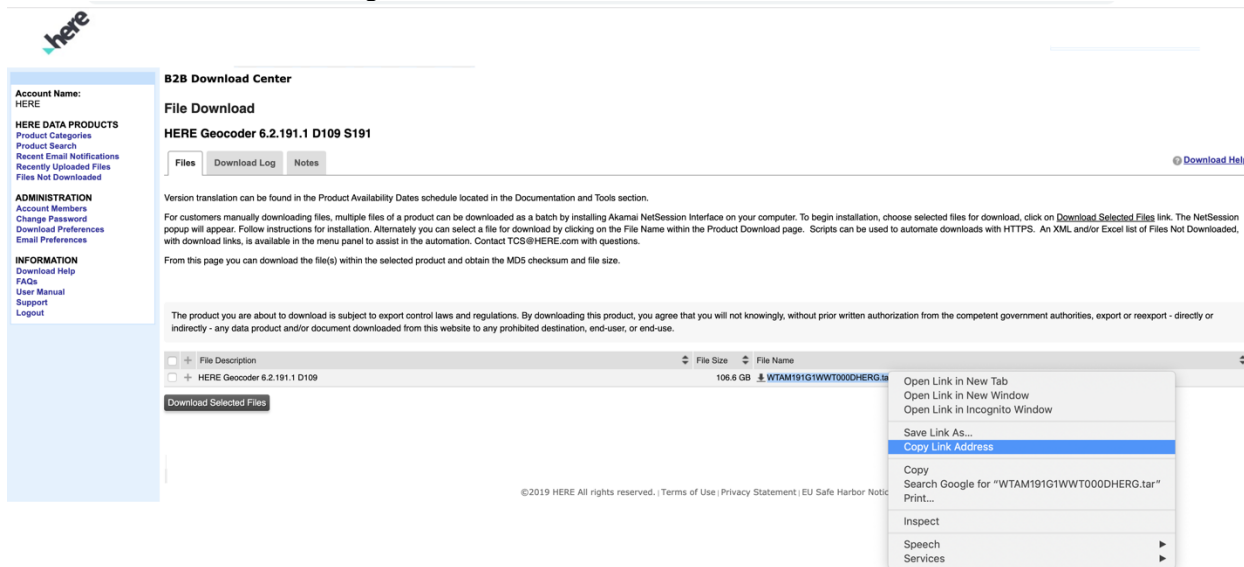 here
B2B Download Center
Account Name:
HERE
HERE DATA PRODUCTS
Product Categories
Product Search
Recent Email Notifications
Recently Uploaded Files
Files Not Downloaded
ADMINISTRATION
Account Members
Change Password
Download Preferences
Email Preferences
INFORMATION
Download Help
FAQs
User Manual
Support
Logout
File Download
HERE Geocoder 6.2.191.1 D109 S191
Files Download Log Notes
Download Help
Version translation can be found in the Product Availability Dates schedule located in the Documentation and Tools section.
For customers manually downloading files, multiple files of a product can be downloaded as a batch by installing Akamai NetSession Interface on your computer. To begin installation, choose selected files for download, click on Download Selected Files link. The NetSession
popup will appear. Follow instructions for installation. Alternately you can select a file for download by clicking on the File Name within the Product Download page. Scripts can be used to automate downloads with HTTPS. An XML and/or Excel list of Files Not Downloaded,
with download links, is available in the menu panel to assist in the automation. Contact TCS@HERE.com with questions.
From this page you can download the file(s) within the selected product and obtain the MD5 checksum and file size.
The product you are about to download is subject to export control laws and regulations. By downloading this product, you agree that you will not knowingly, without prior written authorization from the competent government authorities, export or reexport - directly or
indirectly - any data product and/or document downloaded from this website to any prohibited destination, end-user, or end-use.
File Description File Size File Name
HERE Geocoder 6.2.191.1 D109 106.6 GB WTAM191G1WWT000DHERG.ta
Download Selected Files
Open Link in New Tab
Open Link in New Window
Open Link in Incognito Window
Save Link As...
Copy Link Address
Copy
Search Google for "WTAM191G1WWT000DHERG.tar"
Print...
Inspect
Speech
Services
©2019 HERE All rights reserved. | Terms of Use | Privacy Statement | EU Safe Harbor Notic